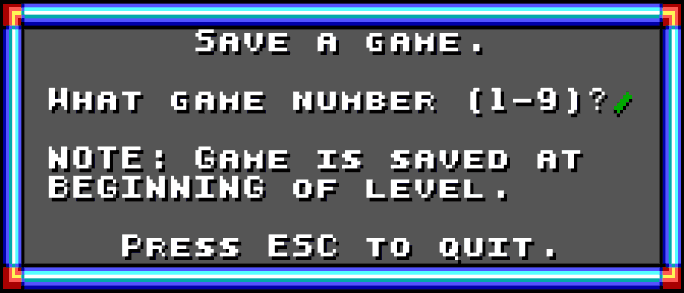 Save a game.
What game number (1-9)?
NOTE: Game is saved at
BEGINNING of level.
Press ESC to quit.